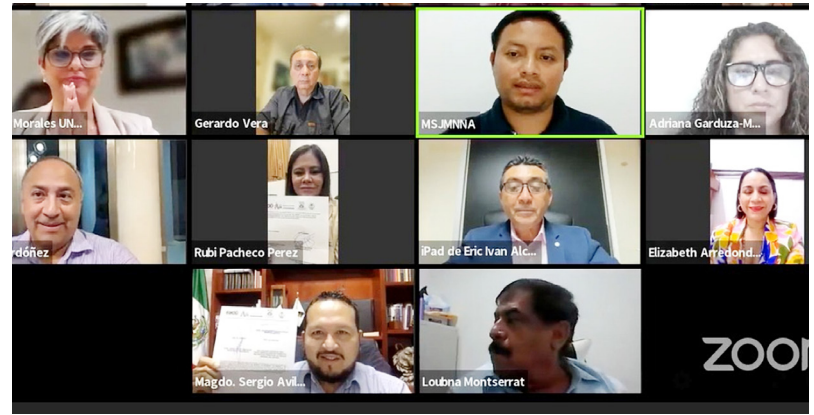 Morales UN...
Gerardo Vera
MSJMNNA
Adriana Garduza-M...
rdóñez
Rubi Pacheco Perez
iPad de Eric Ivan Alc...
Elizabeth Arredond...
Magdo. Sergio Avil...
Loubna Montserrat
ZOO